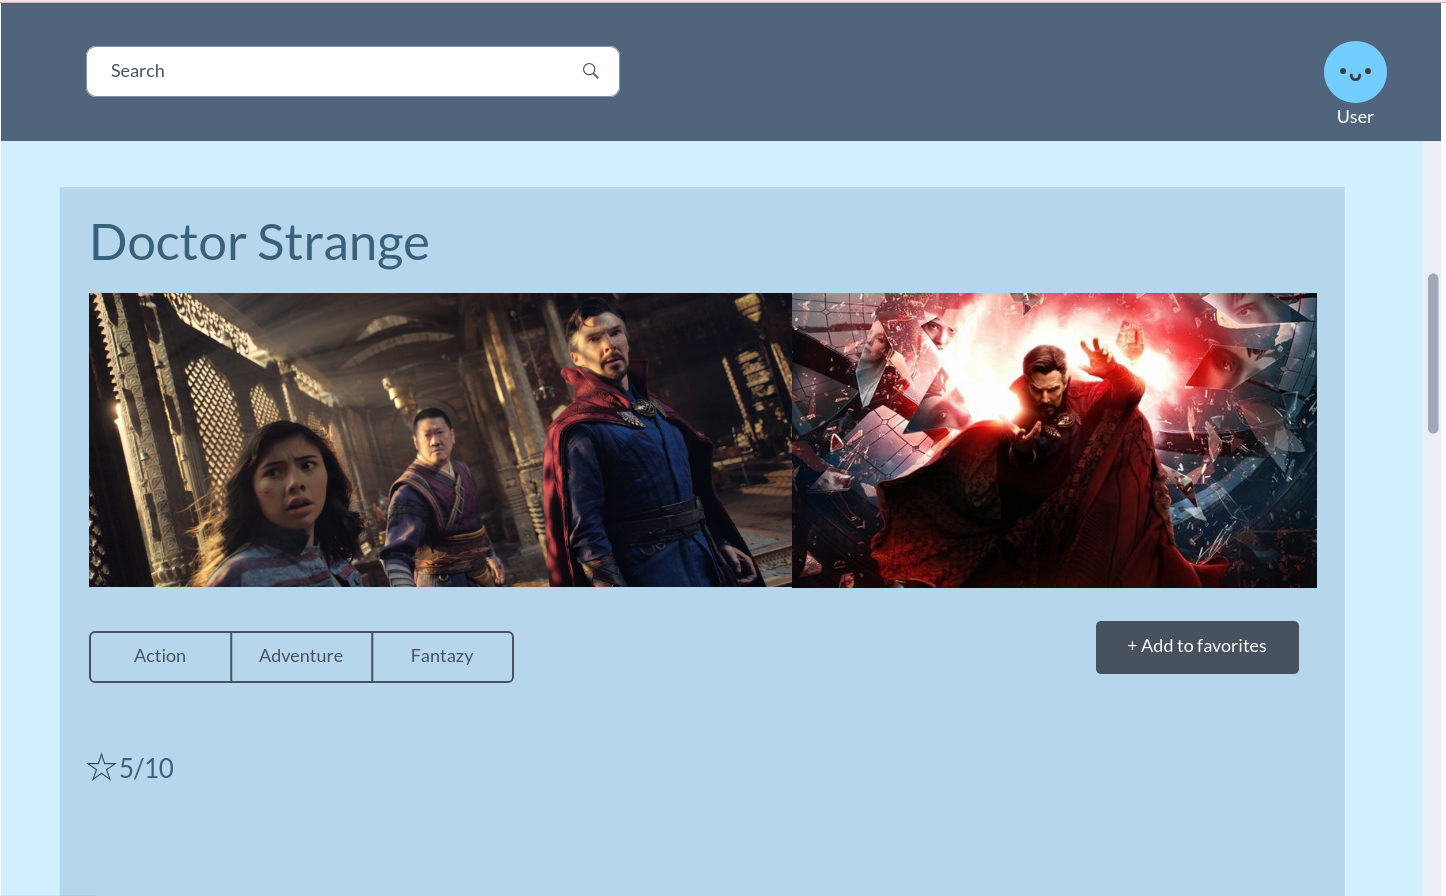 Search
User
Doctor Strange
Action Adventure Fantazy
+ Add to favorites
5/10